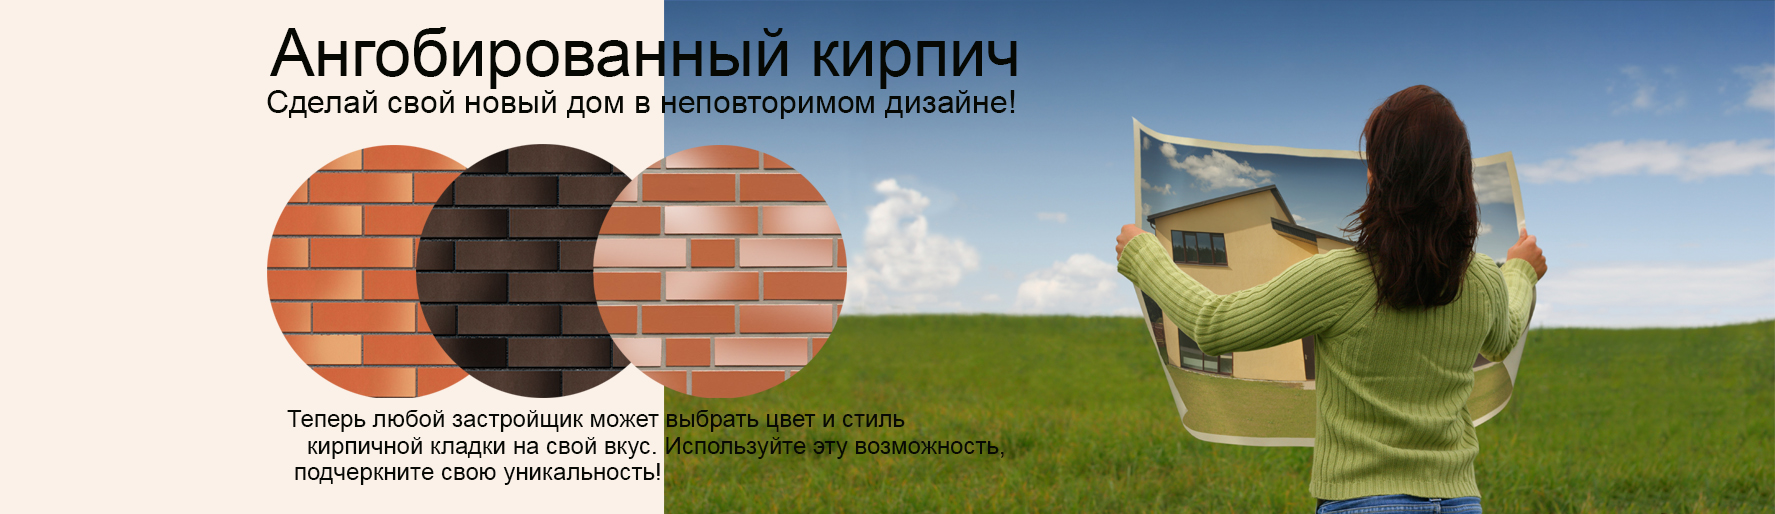 Ангобированный кирпич
Сделай свой новый дом в неповторимом дизайне!
Теперь любой застройщик может выбрать цвет и стиль
кирпичной кладки на свой вкус. Используйте эту возможность,
подчеркните свою уникальность!